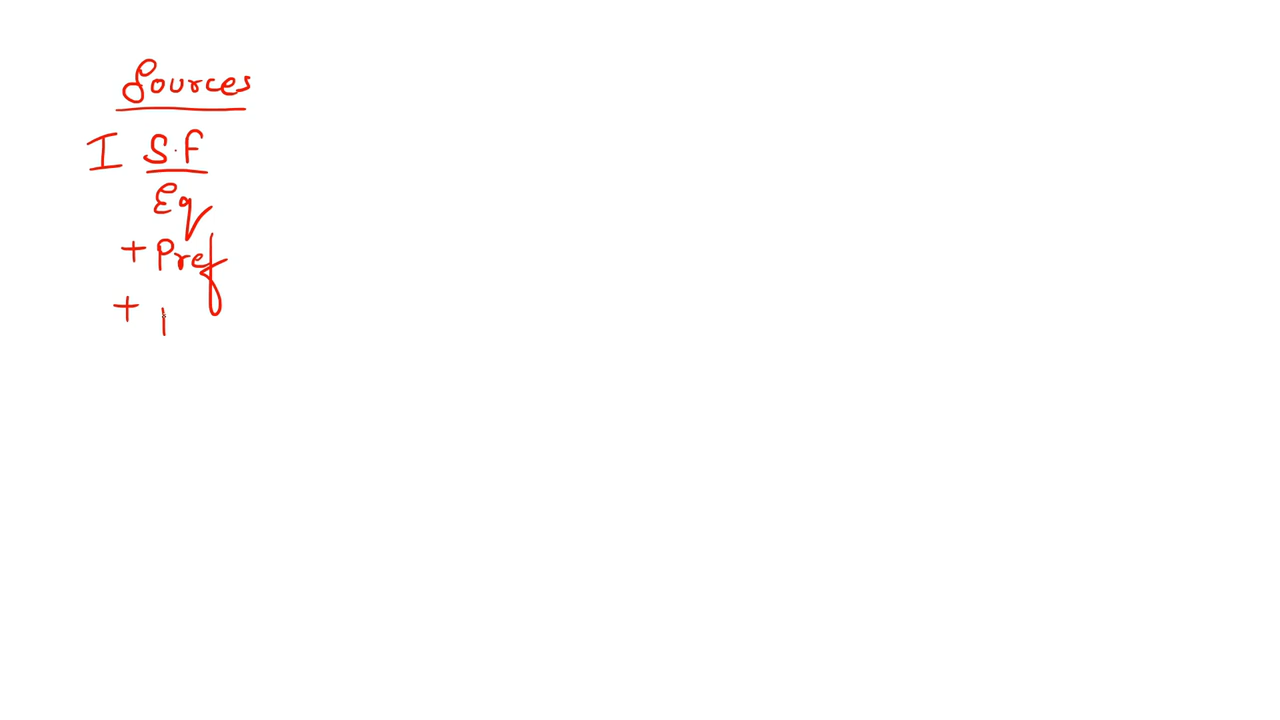 Sources
I S.F
Eq
+ Pref
+